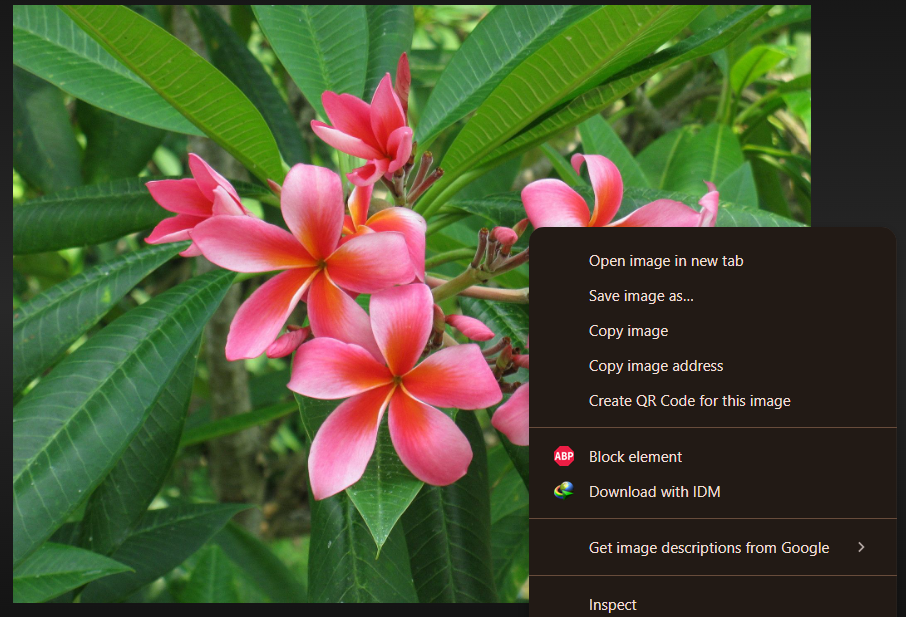 Open image in new tab
Save image as...
Copy image
Copy image address
Create QR Code for this image
ABP Block element
Download with IDM
Get image descriptions from Google
Inspect